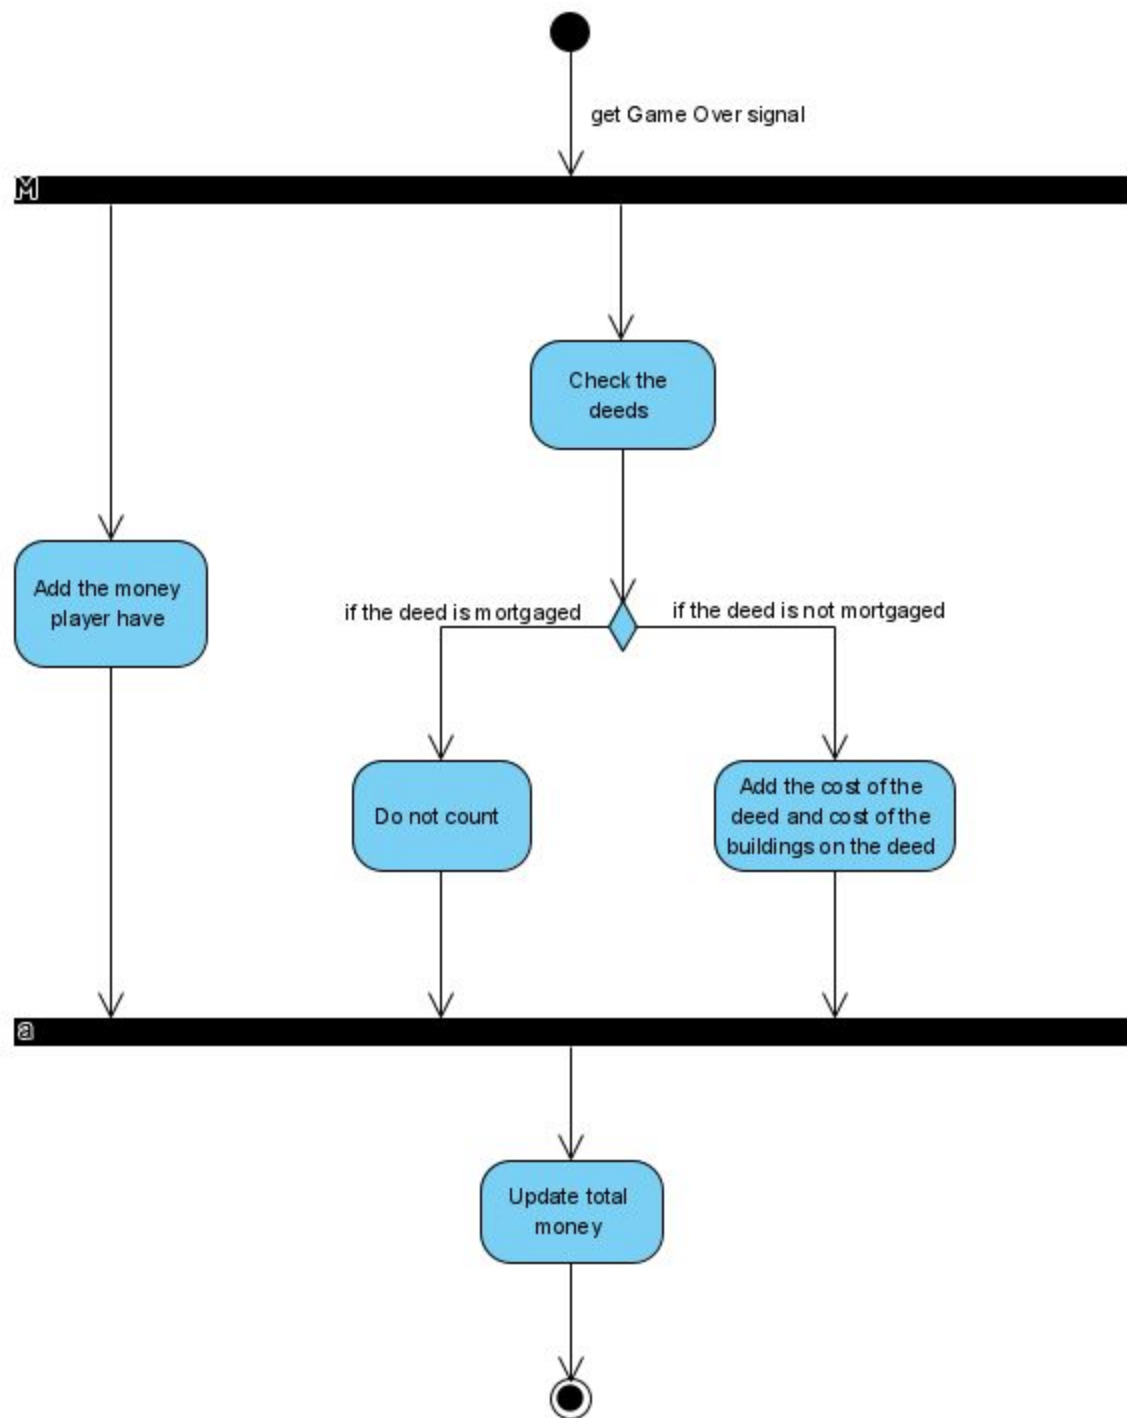 get Game Over signal
M
Check the
deeds
Add the money
player have
if the deed is mortgaged
if the deed is not mortgaged
Do not count
Add the cost of the
deed and cost of the
buildings on the deed
a
Update total
money